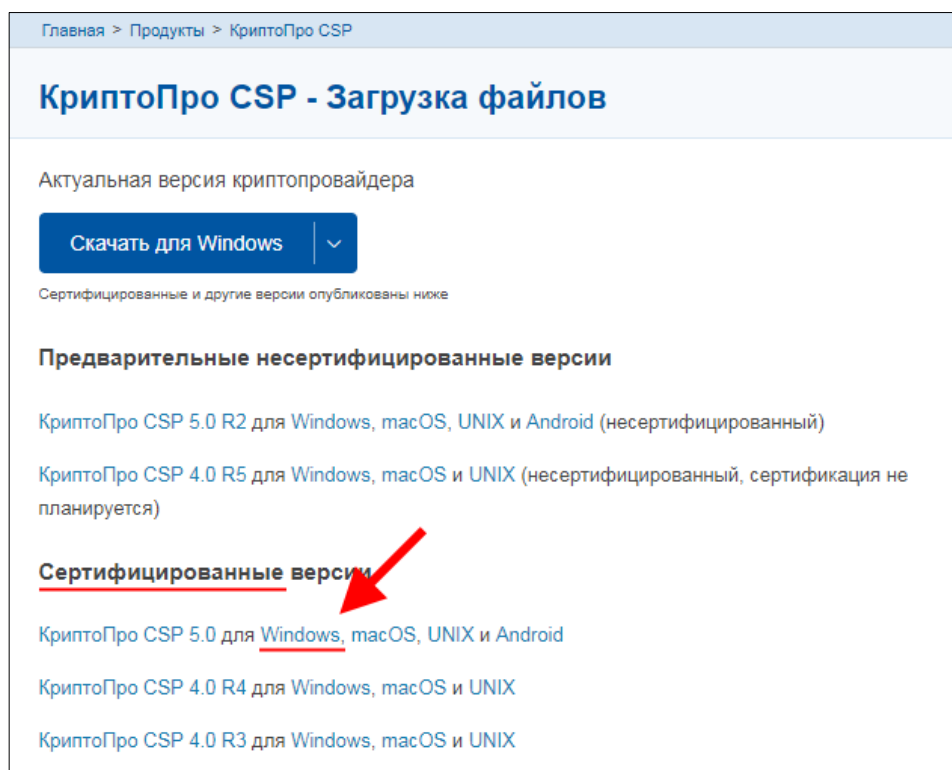 Главная > Продукты > КриптоПро CSP
КриптоПро CSP - Загрузка файлов
Актуальная версия криптопровайдера
Скачать для Windows
Сертифицированные и другие версии опубликованы ниже
Предварительные несертифицированные версии
КриптоПро CSP 5.0 R2 для Windows, macOS, UNIX и Android (несертифицированный)
КриптоПро CSP 4.0 R5 для Windows, macOS и UNIX (несертифицированный, сертификация не
планируется)
Сертифицированные версии
КриптоПро CSP 5.0 для Windows, macOS, UNIX и Android
КриптоПро CSP 4.0 R4 для Windows, macOS и UNIX
КриптоПро CSP 4.0 R3 для Windows, macOS и UNIX